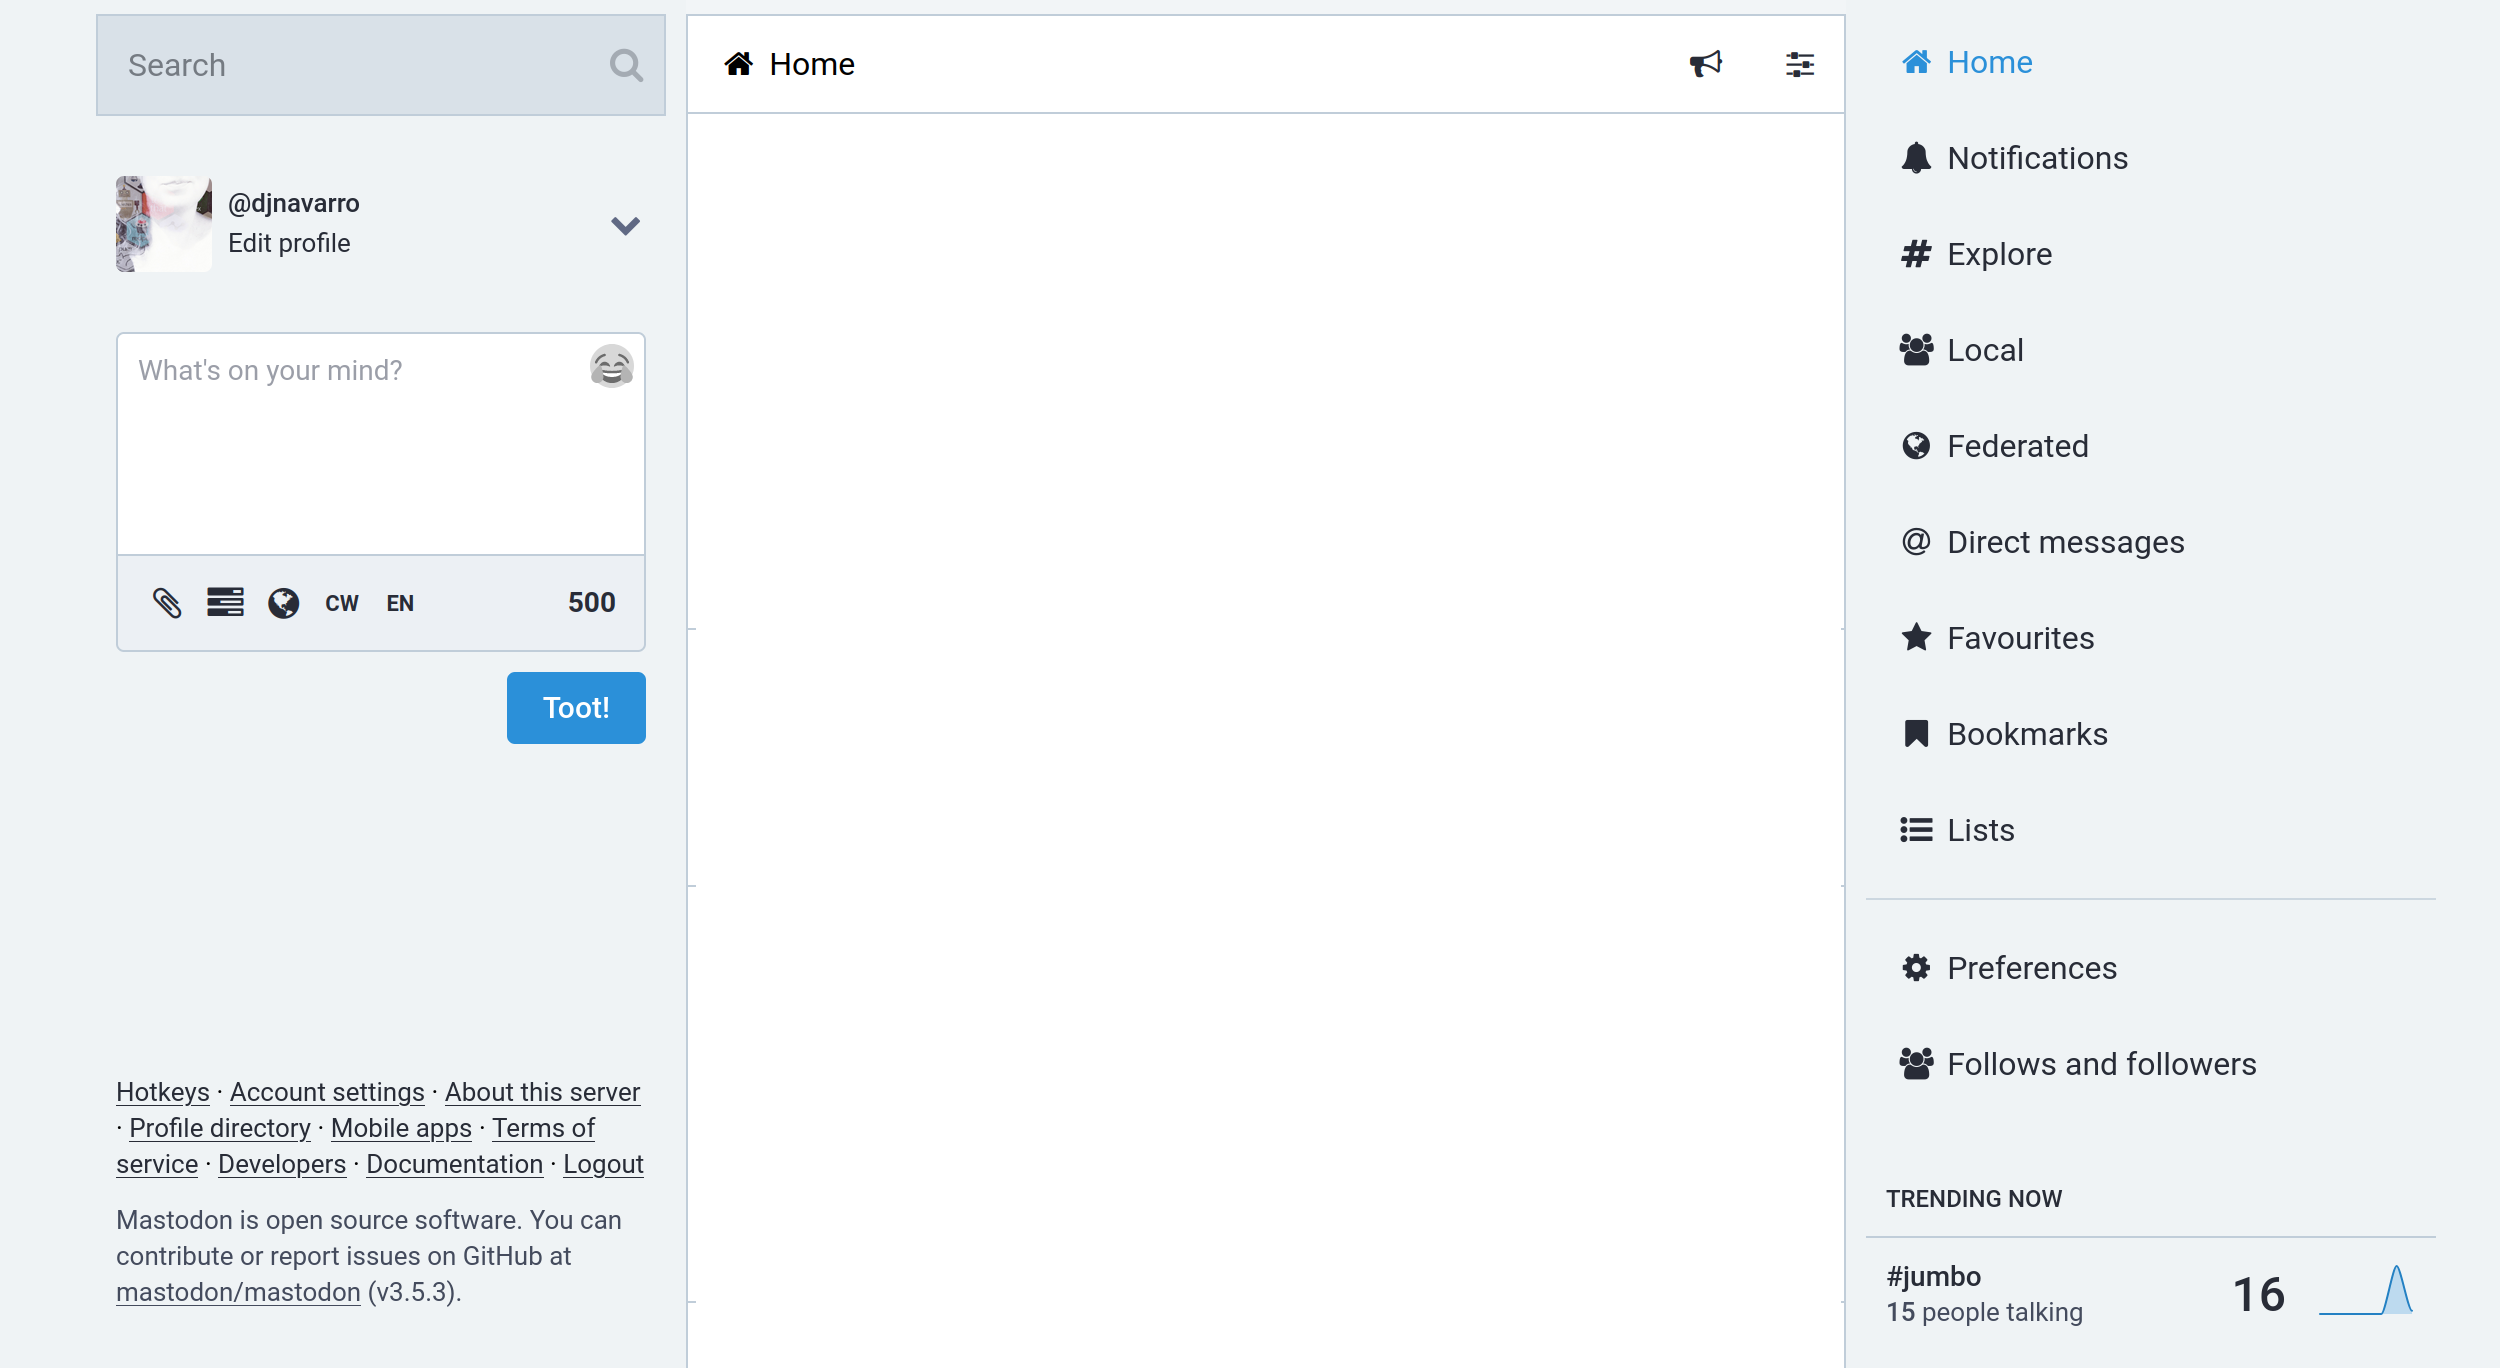 Search
@djnavarro
Edit profile
What's on your mind?
CW EN 500
Toot!
Hotkeys · Account settings · About this server
· Profile directory · Mobile apps · Terms of
service · Developers · Documentation · Logout
Mastodon is open source software. You can
contribute or report issues on GitHub at
mastodon/mastodon (v3.5.3).
Home
Home
Notifications
Explore
Local
Federated
Direct messages
Favourites
Bookmarks
Lists
Preferences
Follows and followers
TRENDING NOW
#jumbo
15 people talking
16